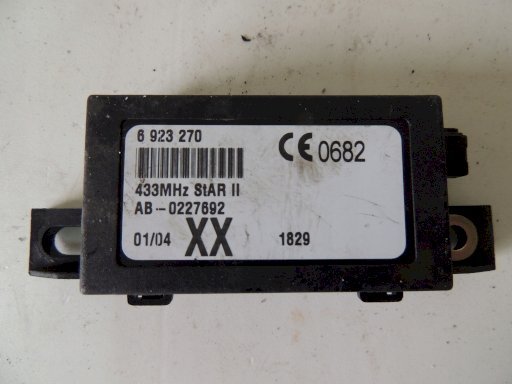 6 923 270
CE 0682
433MHz StAR II
AB-0227692
01/04 XX 1829